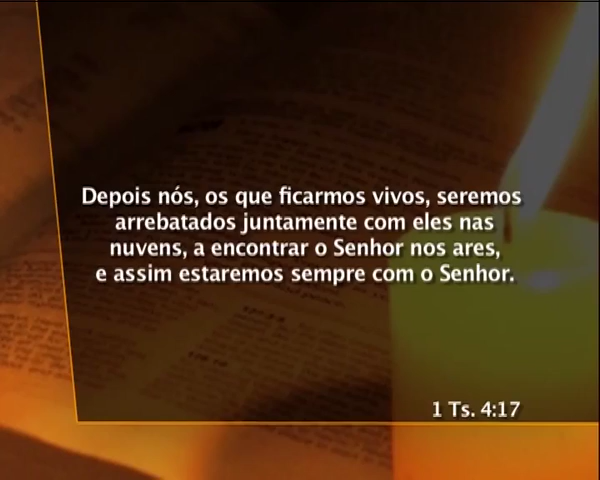 Depois nós, os que ficarmos vivos, seremos
arrebatados juntamente com eles nas
nuvens, a encontrar o Senhor nos ares,
e assim estaremos sempre com o Senhor.
1 Ts. 4:17